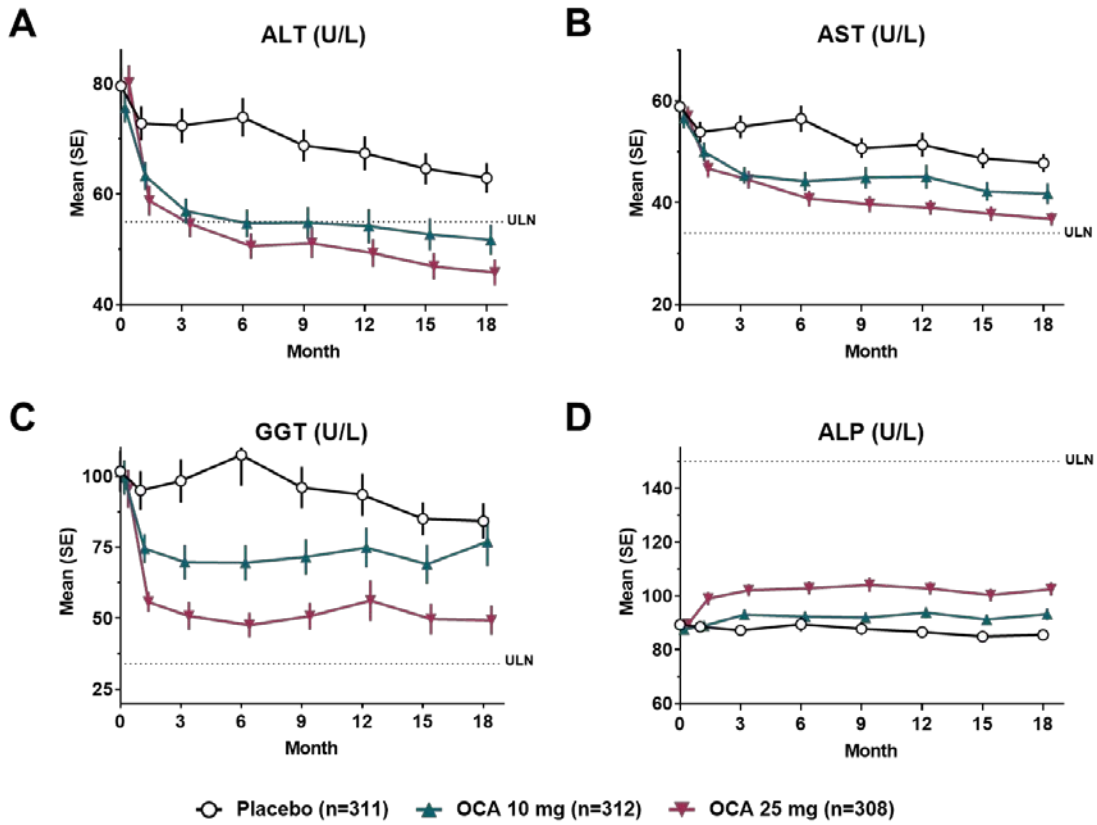 A
ALT (U/L)
80
60
40
Mean (SE)
ULN
0 3 6 9 12 15 18
Month
B
AST (U/L)
60
40
20
Mean (SE)
ULN
0 3 6 9 12 15 18
Month
C
GGT (U/L)
100
75
50
25
Mean (SE)
ULN
0 3 6 9 12 15 18
Month
D
ALP (U/L)
140
120
100
80
60
Mean (SE)
ULN
0 3 6 9 12 15 18
Month
Placebo (n=311) OCA 10 mg (n=312) OCA 25 mg (n=308)